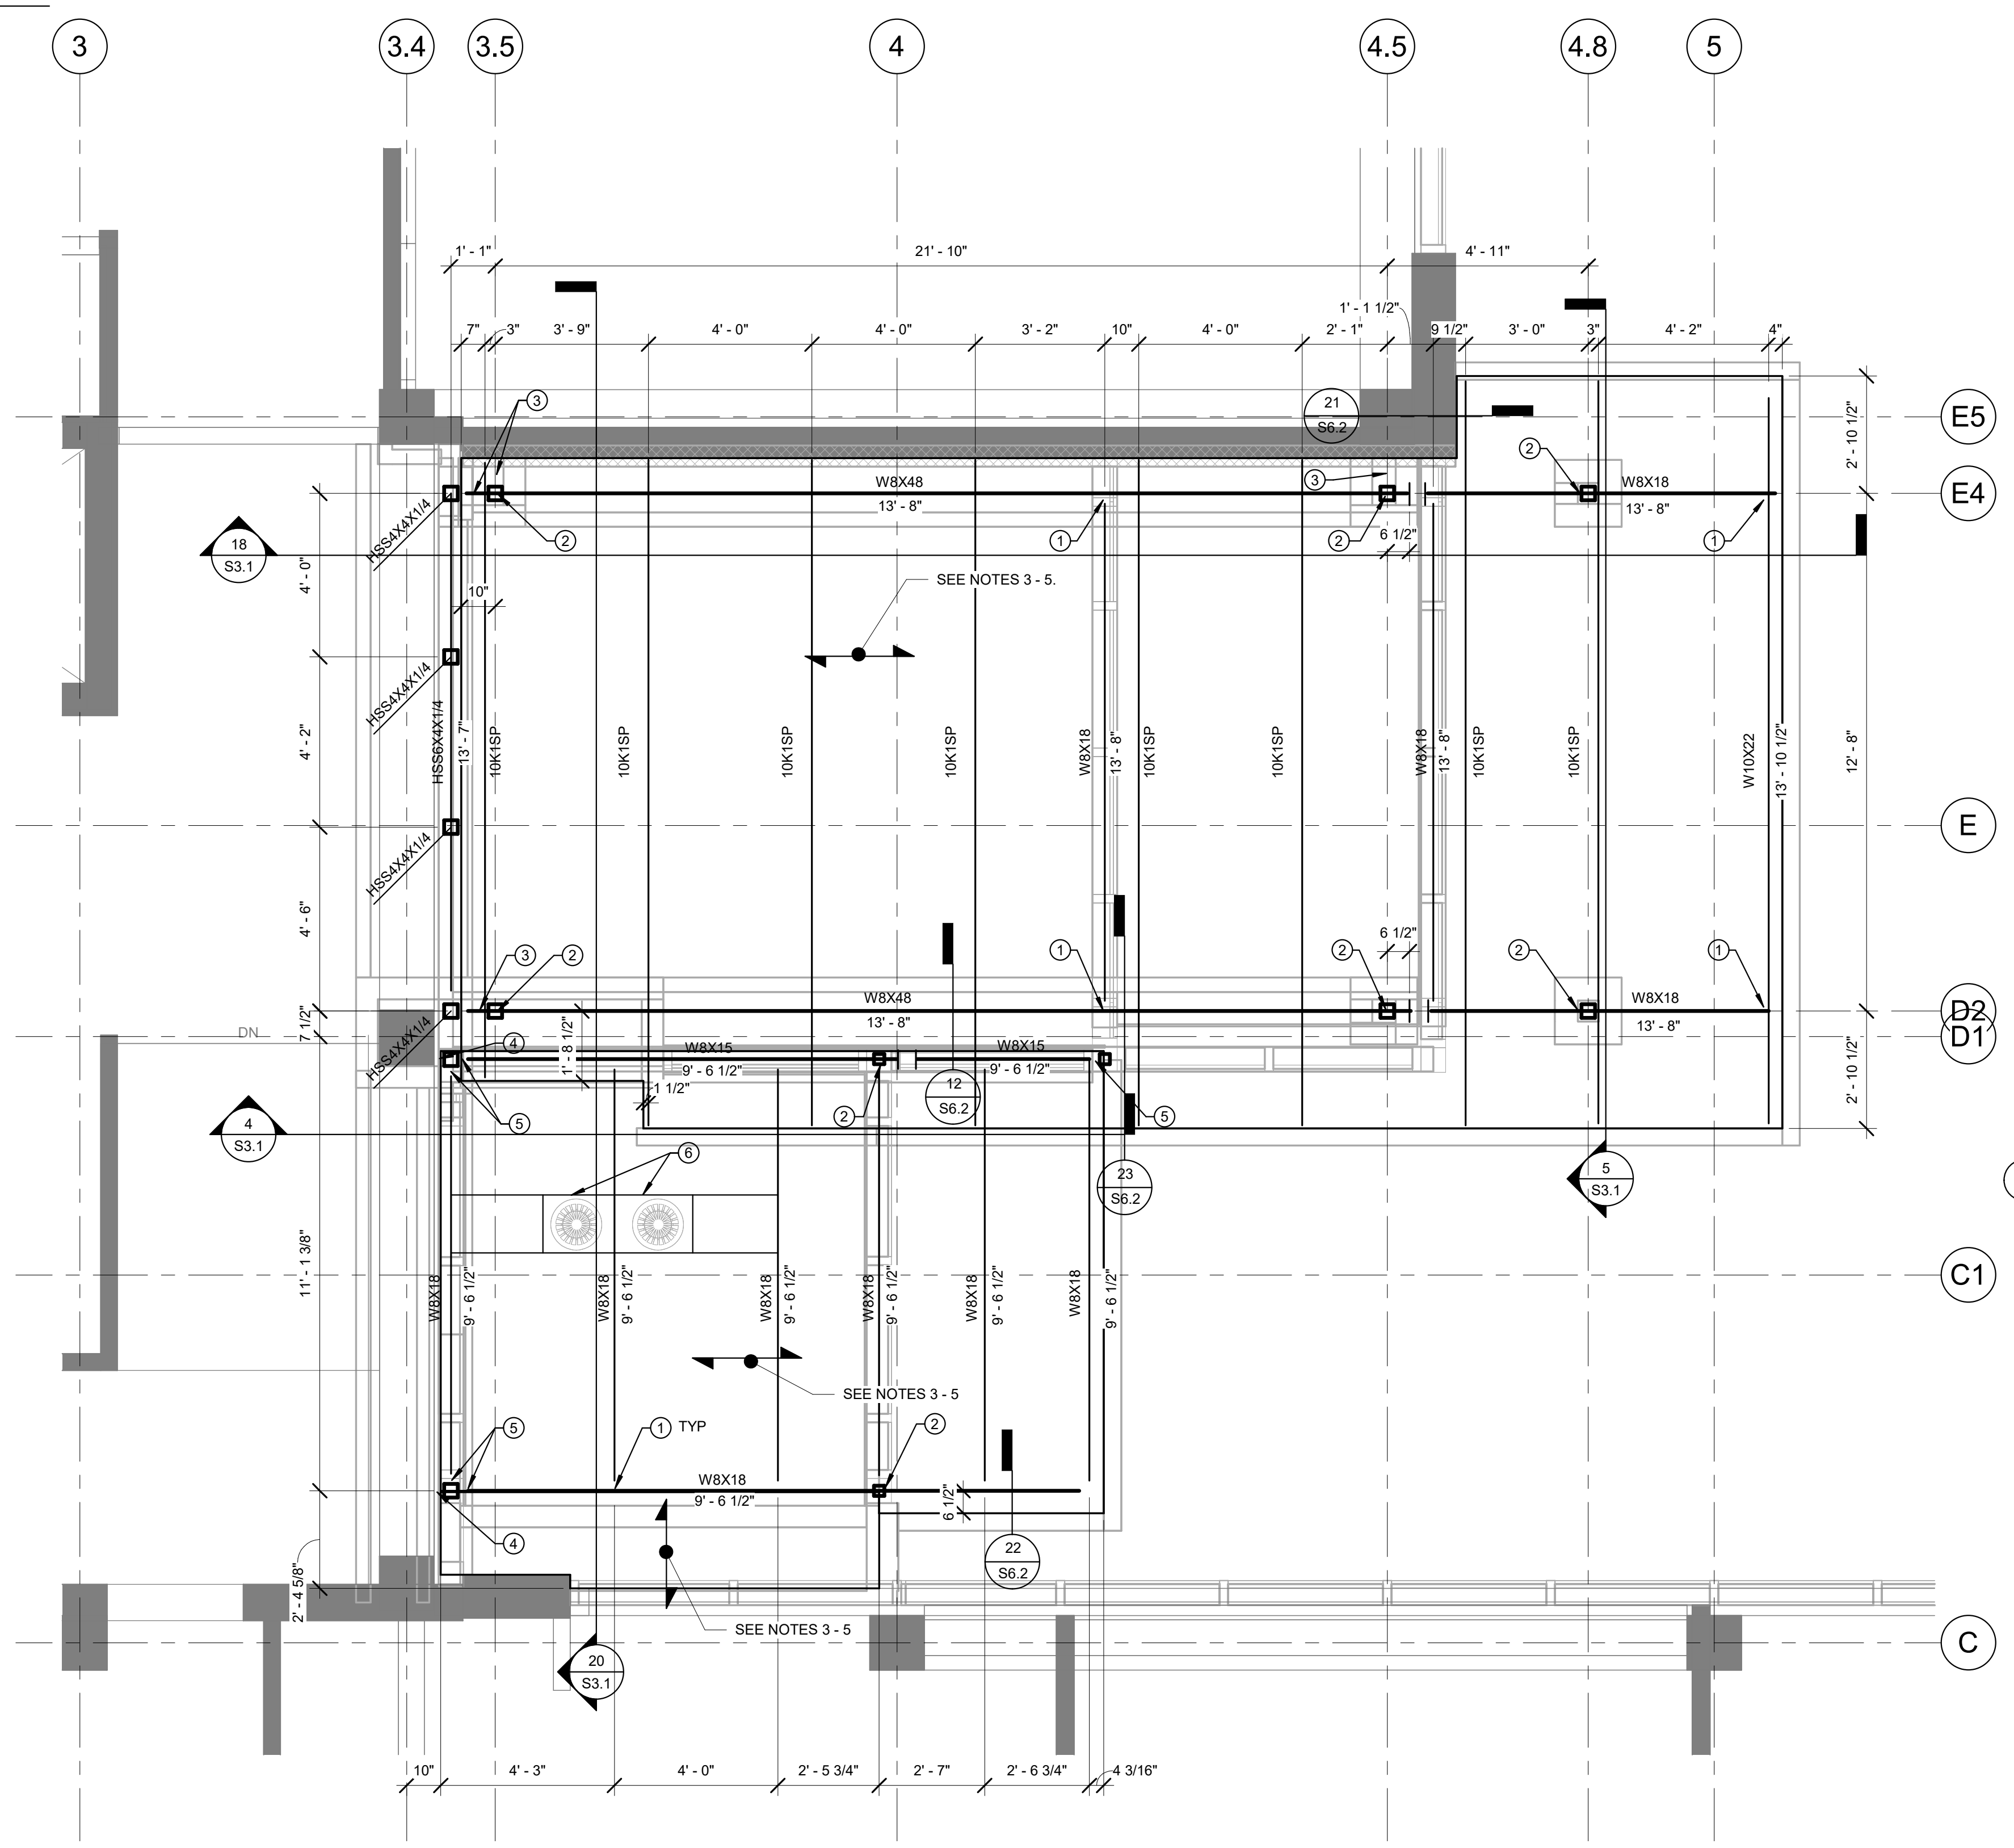 3
3.4
3.5
4
4.5
4.8
5
1' - 1"
21' - 10"
4' - 11"
1' - 1 1/2"
7"
3"
3' - 9"
4' - 0"
4' - 0"
3' - 2"
10"
4' - 0"
2' - 1"
9 1/2"
3' - 0"
3"
4' - 2"
4"
3
21
S6.2
E5
2' - 10 1/2"
2
3
W8X48
13' - 8"
W8X18
13' - 8"
E4
HSS4X4X1/4
2
1
2
1
6 1/2"
18
S3.1
4' - 0"
10"
SEE NOTES 3 - 5.
HSS4X4X1/4
4' - 2"
HSS6X4X1/4
13' - 7"
10K1SP
10K1SP
10K1SP
10K1SP
W8X18
13' - 8"
10K1SP
10K1SP
W8X18
13' - 8"
10K1SP
10K1SP
W10X22
13' - 10 1/2"
12' - 8"
E
HSS4X4X1/4
4' - 6"
6 1/2"
3
2
1
2
2
1
W8X48
13' - 8"
W8X18
13' - 8"
D2
D1
7 1/2"
DN
HSS4X4X1/4
4
1' - 8 1/2"
W8X15
9' - 6 1/2"
W8X15
9' - 6 1/2"
1 1/2"
12
S6.2
2
5
5
2' - 10 1/2"
4
S3.1
6
23
S6.2
5
S3.1
11' - 1 3/8"
W8X18
9' - 6 1/2"
W8X18
9' - 6 1/2"
W8X18
9' - 6 1/2"
W8X18
9' - 6 1/2"
W8X18
9' - 6 1/2"
W8X18
9' - 6 1/2"
C1
SEE NOTES 3 - 5
5
1 TYP
2
W8X18
9' - 6 1/2"
6 1/2"
4
22
S6.2
2' - 4 5/8"
SEE NOTES 3 - 5
C
20
S3.1
10"
4' - 3"
4' - 0"
2' - 5 3/4"
2' - 7"
2' - 6 3/4"
4 3/16"